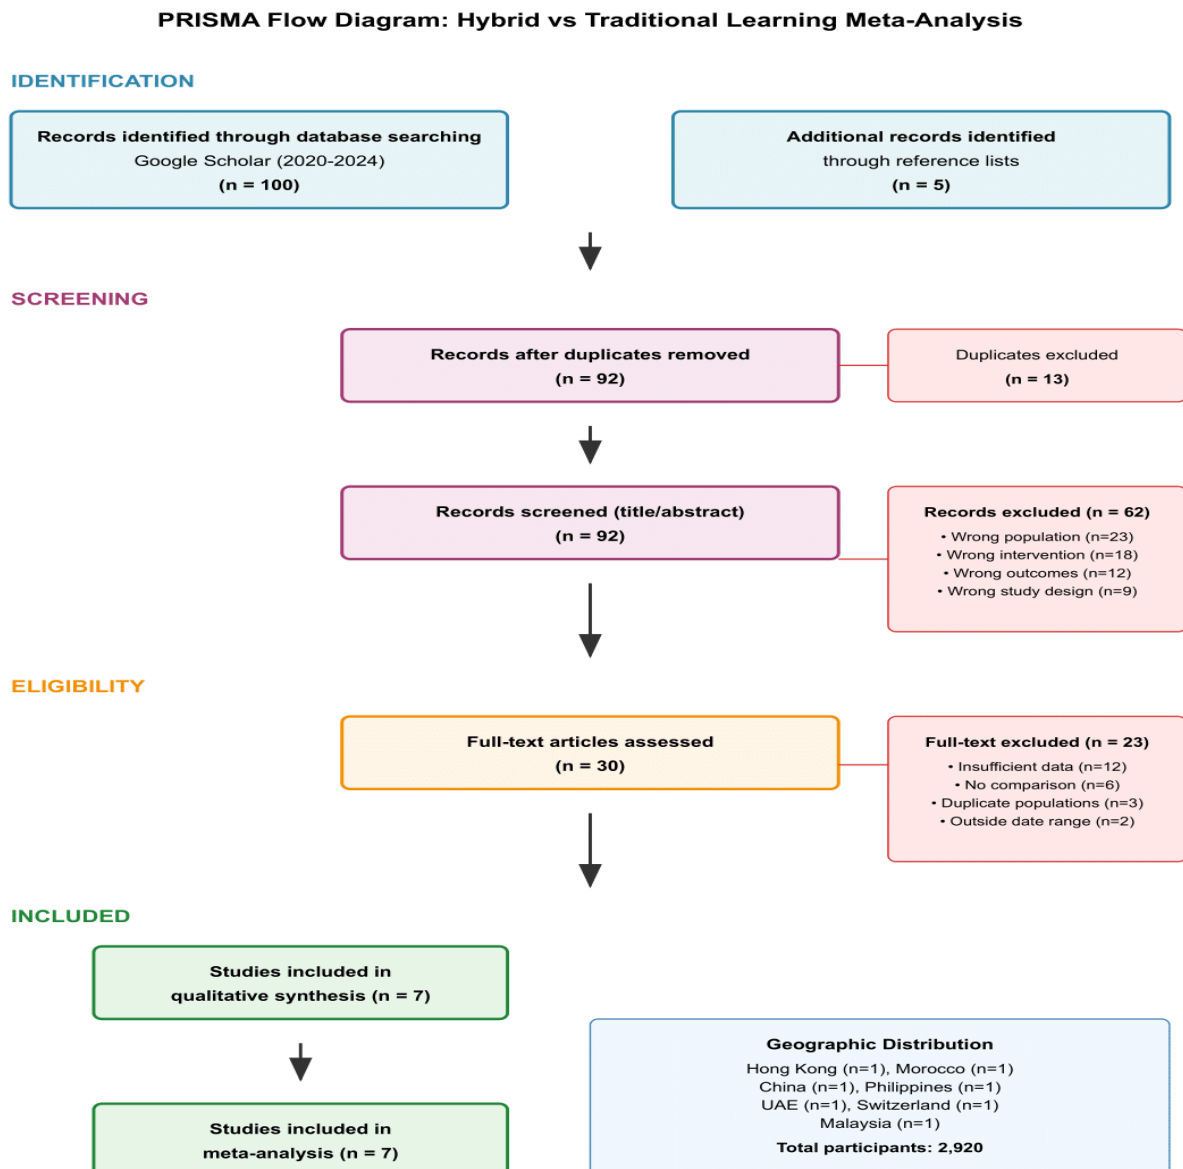 PRISMA Flow Diagram: Hybrid vs Traditional Learning Meta-Analysis
IDENTIFICATION
Records identified through database searching
Google Scholar (2020-2024)
(n = 100)
Additional records identified
through reference lists
(n = 5)
SCREENING
Records after duplicates removed
(n = 92)
Duplicates excluded
(n = 13)
Records screened (title/abstract)
(n = 92)
Records excluded (n = 62)
• Wrong population (n=23)
• Wrong intervention (n=18)
• Wrong outcomes (n=12)
• Wrong study design (n=9)
ELIGIBILITY
Full-text articles assessed
(n = 30)
Full-text excluded (n = 23)
• Insufficient data (n=12)
• No comparison (n=6)
• Duplicate populations (n=3)
• Outside date range (n=2)
INCLUDED
Studies included in
qualitative synthesis (n = 7)
Studies included in
meta-analysis (n = 7)
Geographic Distribution
Hong Kong (n=1), Morocco (n=1)
China (n=1), Philippines (n=1)
UAE (n=1), Switzerland (n=1)
Malaysia (n=1)
Total participants: 2,920